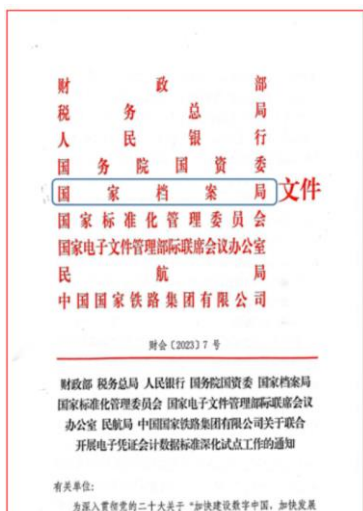 财政部
税务总局
人民银行
国务院国资委
国家档案局 文件
国家标准化管理委员会
国家电子文件管理部际联席会议办公室
民航局
中国国家铁路集团有限公司
财会〔2023〕7 号
财政部 税务总局 人民银行 国务院国资委 国家档案局
国家标准化管理委员会 国家电子文件管理部际联席会议
办公室 民航局 中国国家铁路集团有限公司关于联合
开展电子凭证会计数据标准深化试点工作的通知
有关单位:
为深入贯彻党的二十大关于“加快建设数字中国,加快发展